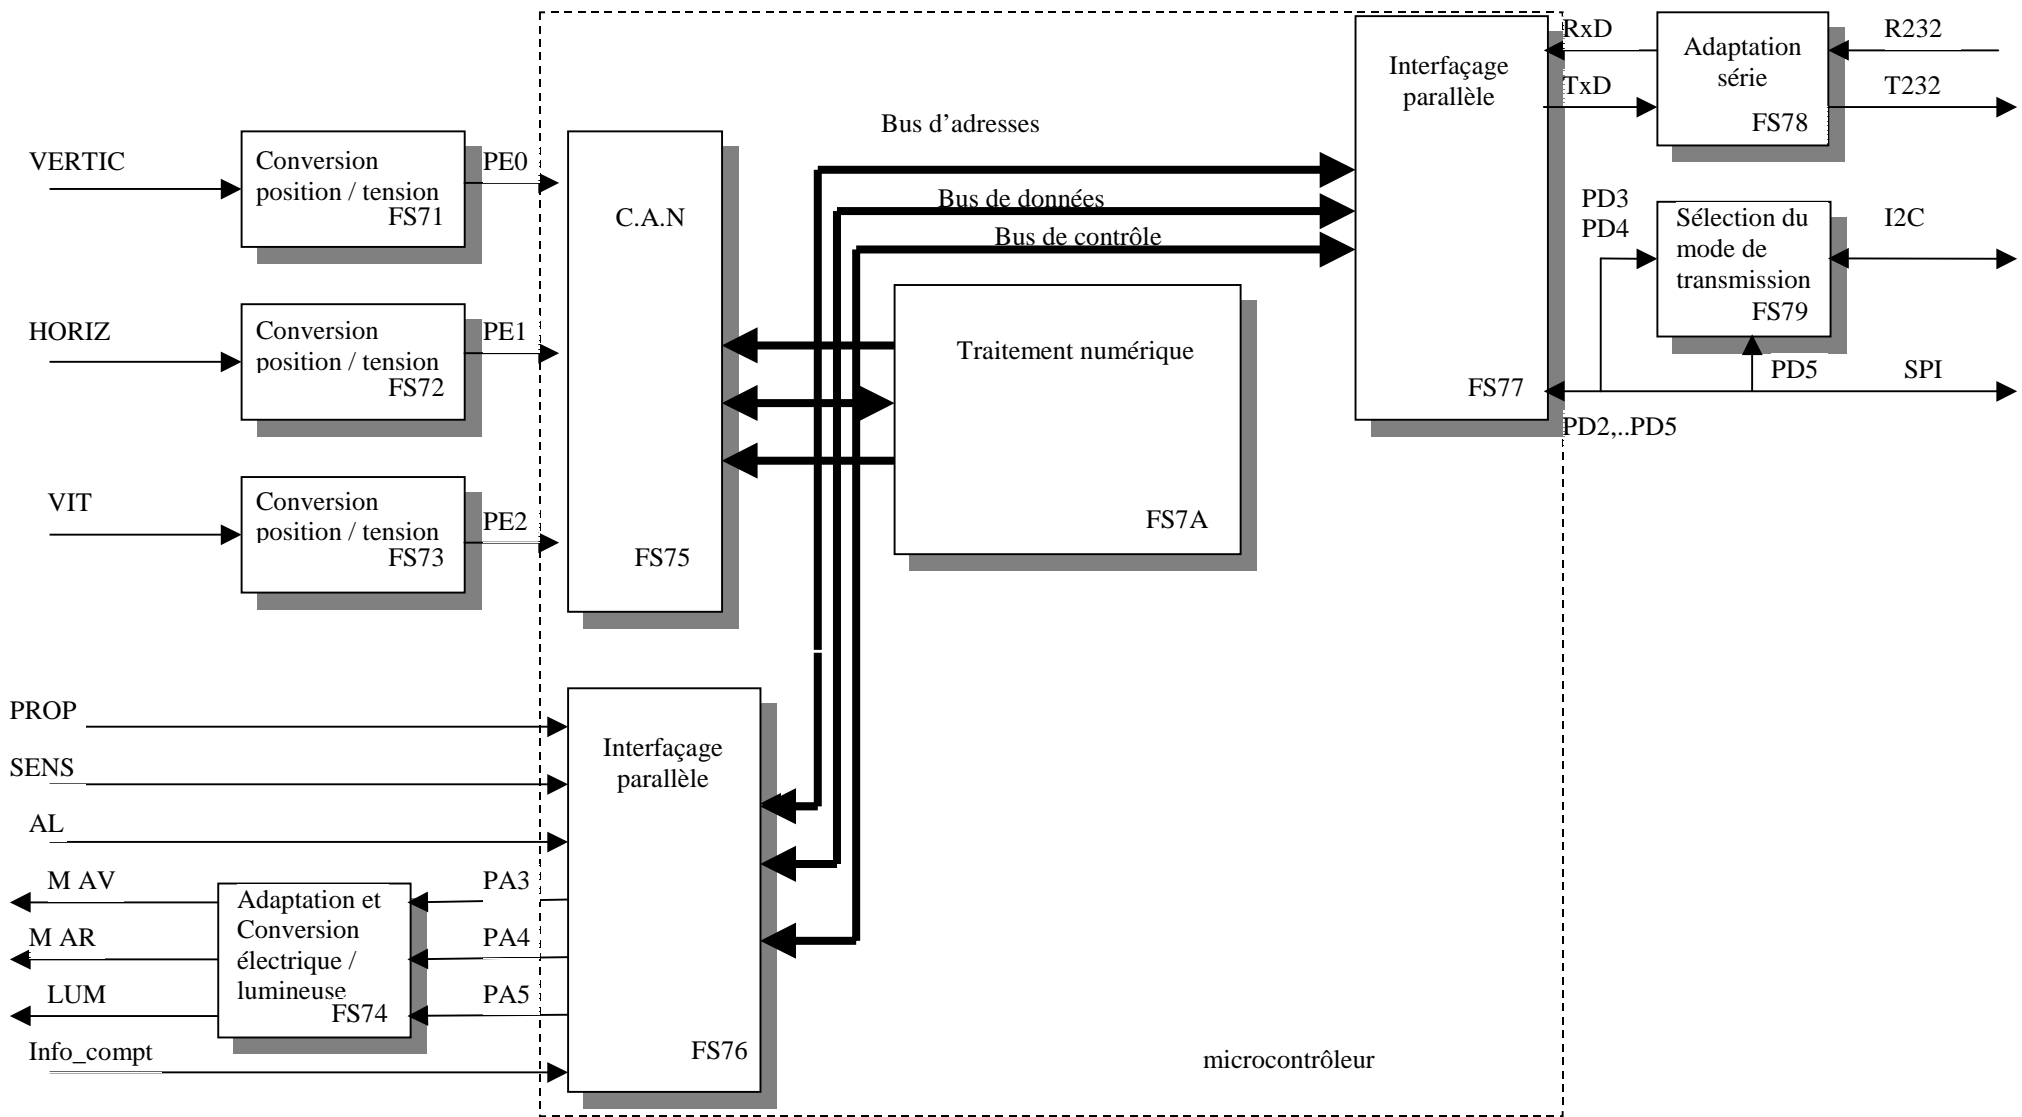 VERTIC
Conversion
position / tension
FS71
PE0
HORIZ
Conversion
position / tension
FS72
PE1
VIT
Conversion
position / tension
FS73
PE2
C.A.N
FS75
Bus d’adresses
Bus de données
Bus de contrôle
Traitement numérique
FS7A
Interfaçage
parallèle
FS77
RxD
TxD
Adaptation
série
FS78
R232
T232
PD3
PD4
Sélection du
mode de
transmission
FS79
I2C
PD5
SPI
PD2,..PD5
PROP
SENS
AL
M AV
M AR
LUM
Info_compt
Adaptation et
Conversion
électrique /
lumineuse
FS74
PA3
PA4
PA5
Interfaçage
parallèle
FS76
microcontrôleur